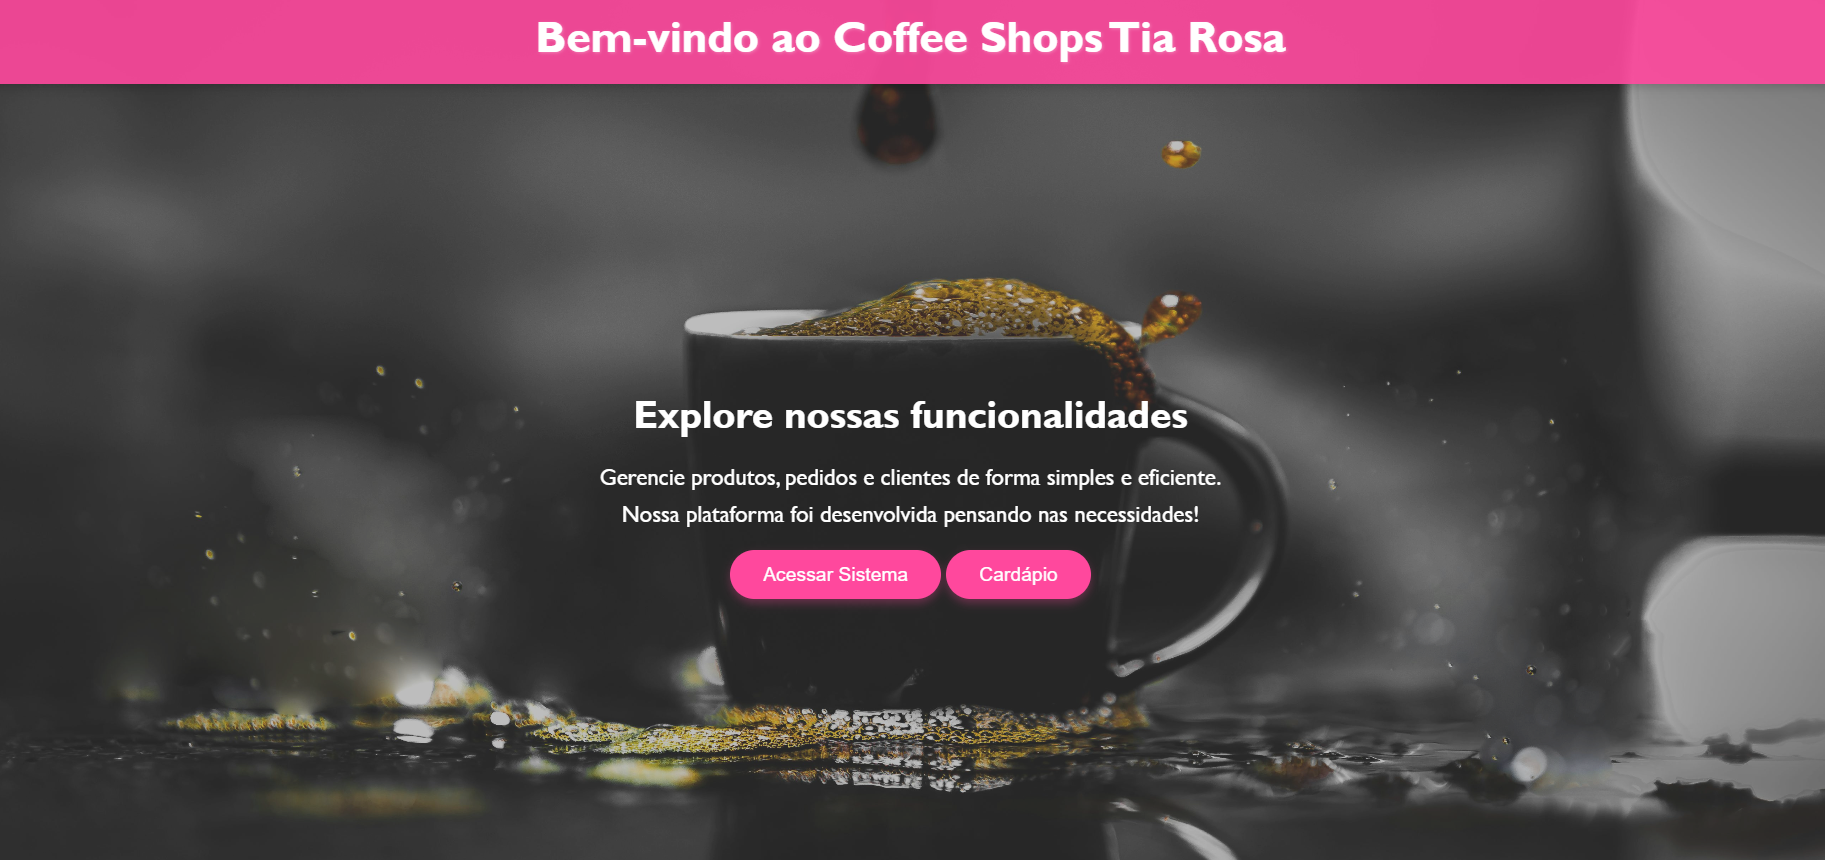 Bem-vindo ao Coffee Shops Tia Rosa
Explore nossas funcionalidades
Gerencie produtos, pedidos e clientes de forma simples e eficiente.
Nossa plataforma foi desenvolvida pensando nas necessidades!
Acessar Sistema
Cardápio